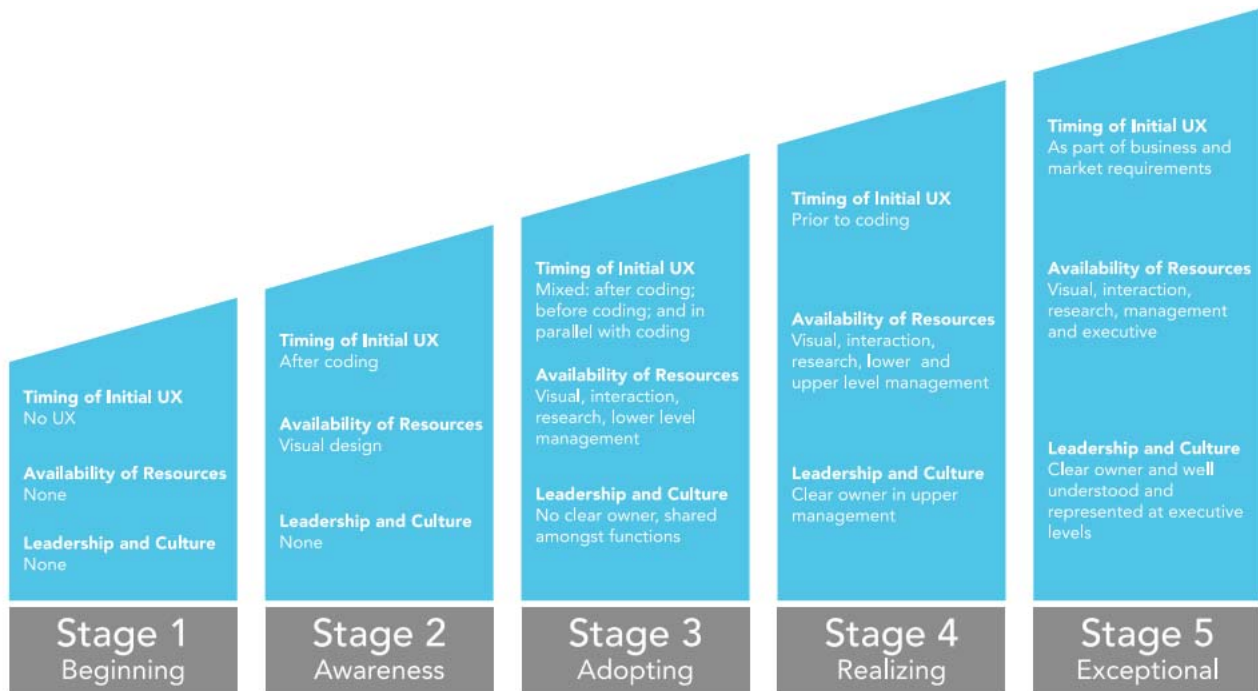 Timing of Initial UX
No UX
Availability of Resources
None
Leadership and Culture
None
Stage 1
Beginning
Timing of Initial UX
After coding
Availability of Resources
Visual design
Leadership and Culture
None
Stage 2
Awareness
Timing of Initial UX
Mixed: after coding;
before coding; and in
parallel with coding
Availability of Resources
Visual, interaction,
research, lower level
management
Leadership and Culture
No clear owner, shared
amongst functions
Stage 3
Adopting
Timing of Initial UX
Prior to coding
Availability of Resources
Visual, interaction,
research, lower and
upper level management
Leadership and Culture
Clear owner in upper
management
Stage 4
Realizing
Timing of Initial UX
As part of business and
market requirements
Availability of Resources
Visual, interaction,
research, management
and executive
Leadership and Culture
Clear owner and well
understood and
represented at executive
levels
Stage 5
Exceptional